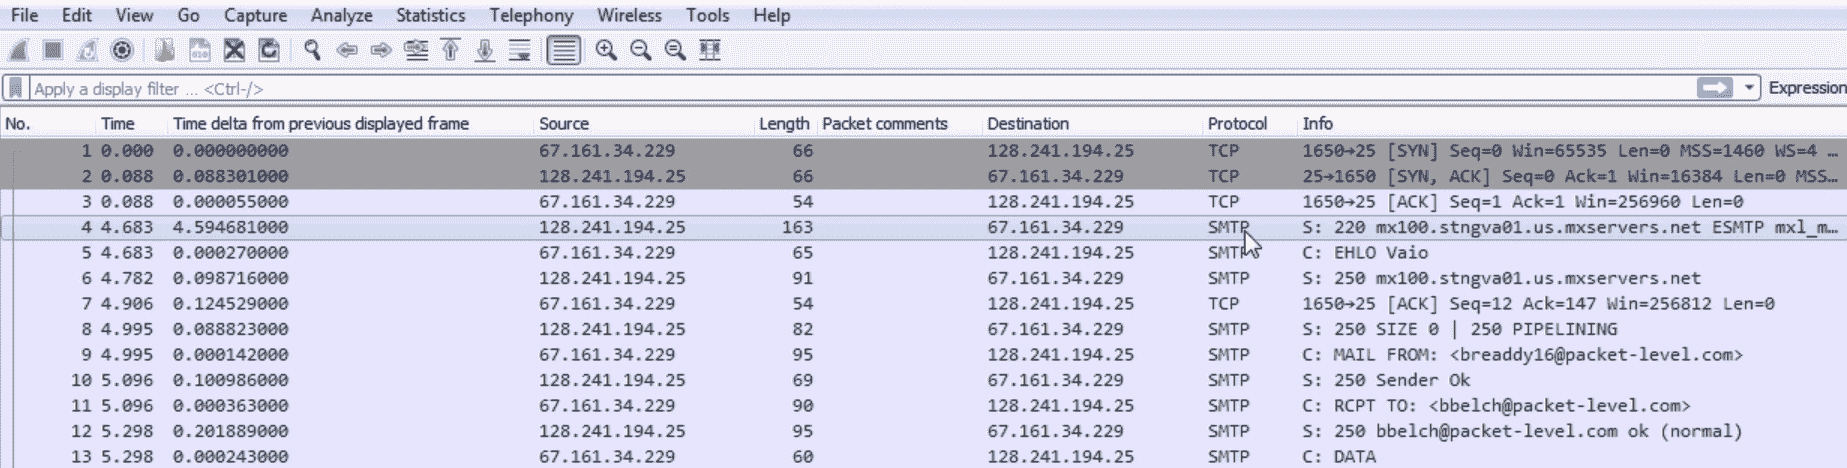 File Edit View Go Capture Analyze Statistics Telephony Wireless Tools Help
Apply a display filter ... <Ctrl-/> Expression
No. Time Time delta from previous displayed frame Source Length Packet comments Destination Protocol Info
1 0.000 0.000000000 67.161.34.229 66 128.241.194.25 TCP 1650→25 [SYN] Seq=0 Win=65535 Len=0 MSS=1460 WS=4 …
2 0.088 0.088301000 128.241.194.25 66 67.161.34.229 TCP 25→1650 [SYN, ACK] Seq=0 Ack=1 Win=16384 Len=0 MSS…
3 0.088 0.000055000 67.161.34.229 54 128.241.194.25 TCP 1650→25 [ACK] Seq=1 Ack=1 Win=256960 Len=0
4 4.683 4.594681000 128.241.194.25 163 67.161.34.229 SMTP S: 220 mx100.stngva01.us.mxservers.net ESMTP mxl_m…
5 4.683 0.000270000 67.161.34.229 65 128.241.194.25 SMTP C: EHLO Vaio
6 4.782 0.098716000 128.241.194.25 91 67.161.34.229 SMTP S: 250 mx100.stngva01.us.mxservers.net
7 4.906 0.124529000 67.161.34.229 54 128.241.194.25 TCP 1650→25 [ACK] Seq=12 Ack=147 Win=256812 Len=0
8 4.995 0.088823000 128.241.194.25 82 67.161.34.229 SMTP S: 250 SIZE 0 | 250 PIPELINING
9 4.995 0.000142000 67.161.34.229 95 128.241.194.25 SMTP C: MAIL FROM: <breaddy16@packet-level.com>
10 5.096 0.100986000 128.241.194.25 69 67.161.34.229 SMTP S: 250 Sender Ok
11 5.096 0.000363000 67.161.34.229 90 128.241.194.25 SMTP C: RCPT TO: <bbelch@packet-level.com>
12 5.298 0.201889000 128.241.194.25 95 67.161.34.229 SMTP S: 250 bbelch@packet-level.com ok (normal)
13 5.298 0.000243000 67.161.34.229 60 128.241.194.25 SMTP C: DATA